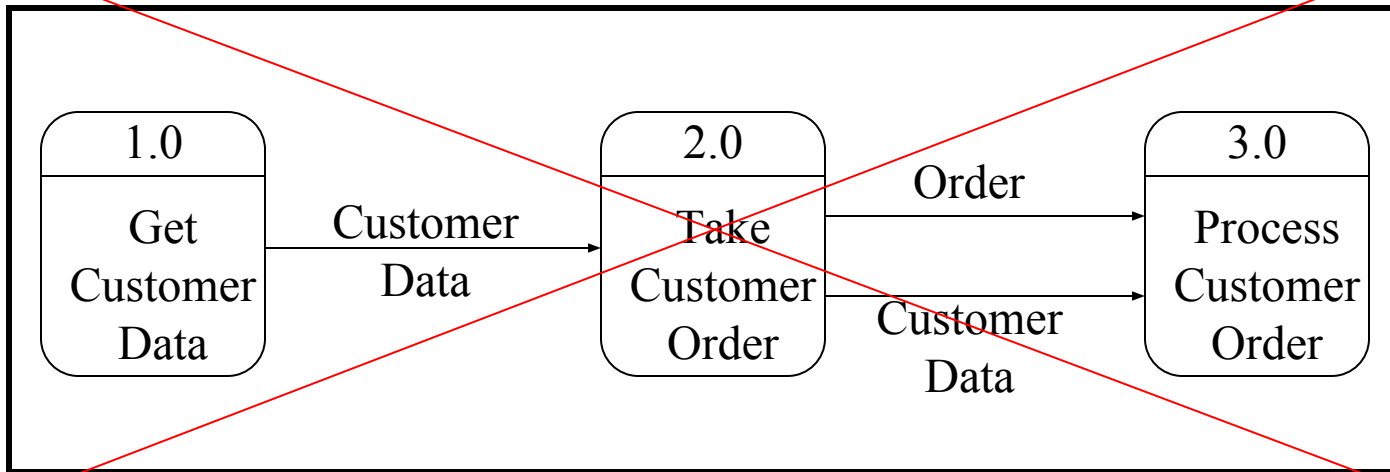 1.0
Get
Customer
Data
Customer
Data
2.0
Take
Customer
Order
Order
Customer
Data
3.0
Process
Customer
Order